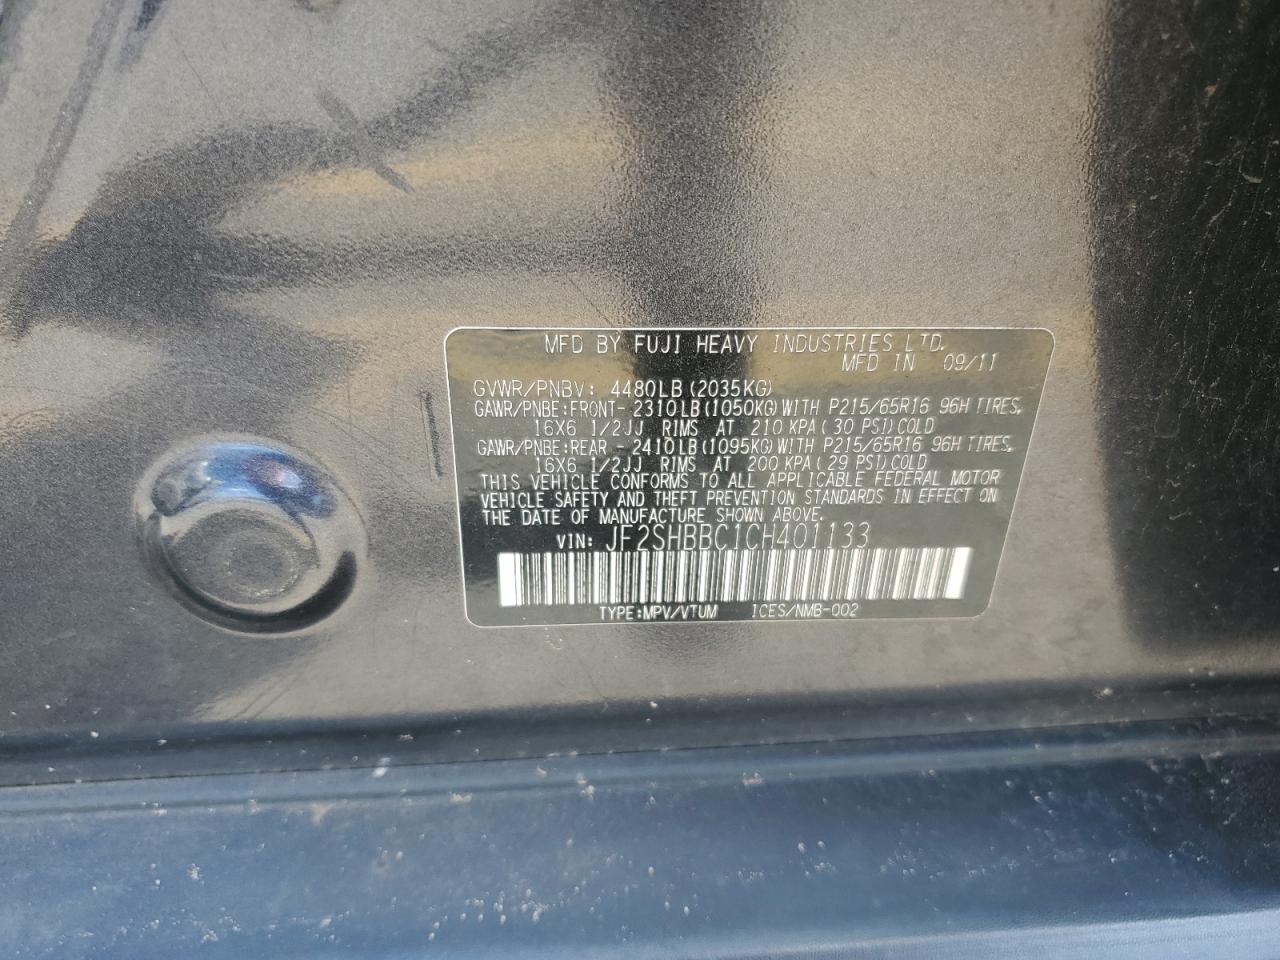 MFD BY FUJI HEAVY INDUSTRIES LTD.
MFD IN 09/11
GVWR/PNBV: 4480LB(2035KG)
GAWR/PNBE:FRONT- 2310LB(1050KG)WITH P215/65R16 96H TIRES,
16X6 1/2JJ RIMS AT 210 KPA(30 PSI)COLD
GAWR/PNBE:REAR - 2410LB(1095KG)WITH P215/65R16 96H TIRES,
16X6 1/2JJ RIMS AT 200 KPA(29 PSI)COLD
THIS VEHICLE CONFORMS TO ALL APPLICABLE FEDERAL MOTOR
VEHICLE SAFETY AND THEFT PREVENTION STANDARDS IN EFFECT ON
THE DATE OF MANUFACTURE SHOWN ABOVE.
VIN: JF2SHBBC1CH401133
TYPE:MPV/VTUM ICES/NMB-002